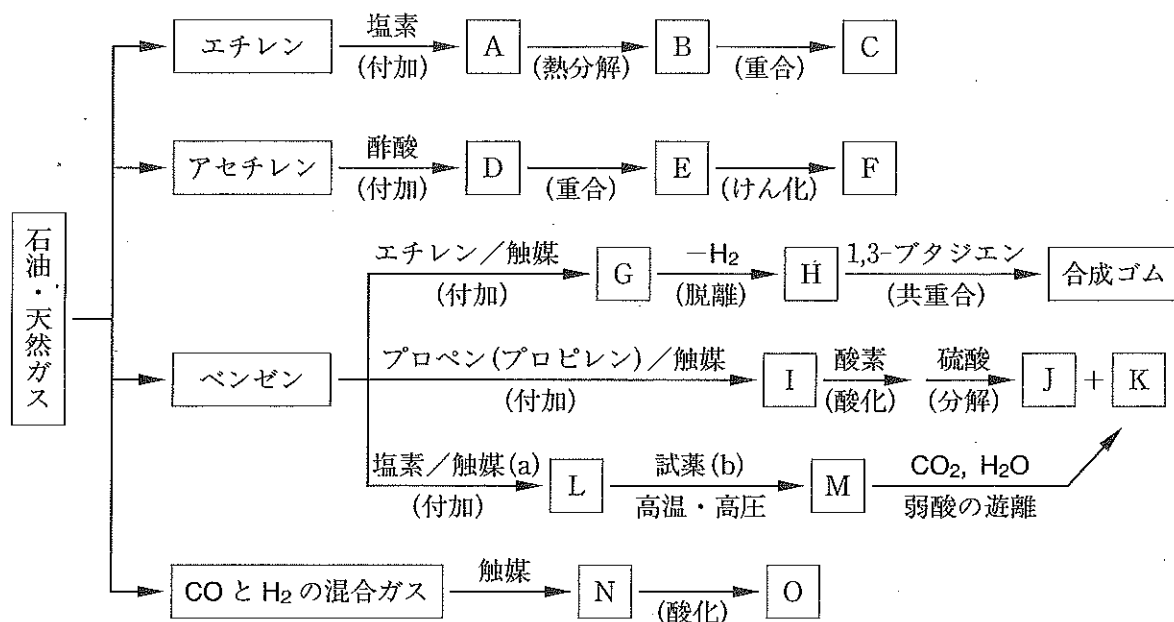 石油・天然ガス
エチレン 塩素 (付加) A (熱分解) B (重合) C
アセチレン 酢酸 (付加) D (重合) E (けん化) F
ベンゼン
エチレン/触媒 (付加) G －H₂ (脱離) H 1,3-ブタジエン (共重合) 合成ゴム
プロペン(プロピレン)/触媒 (付加) I 酸素 (酸化) 硫酸 (分解) J + K
塩素/触媒(a) (付加) L 試薬(b) 高温・高圧 M CO₂, H₂O 弱酸の遊離
COとH₂の混合ガス 触媒 N (酸化) O